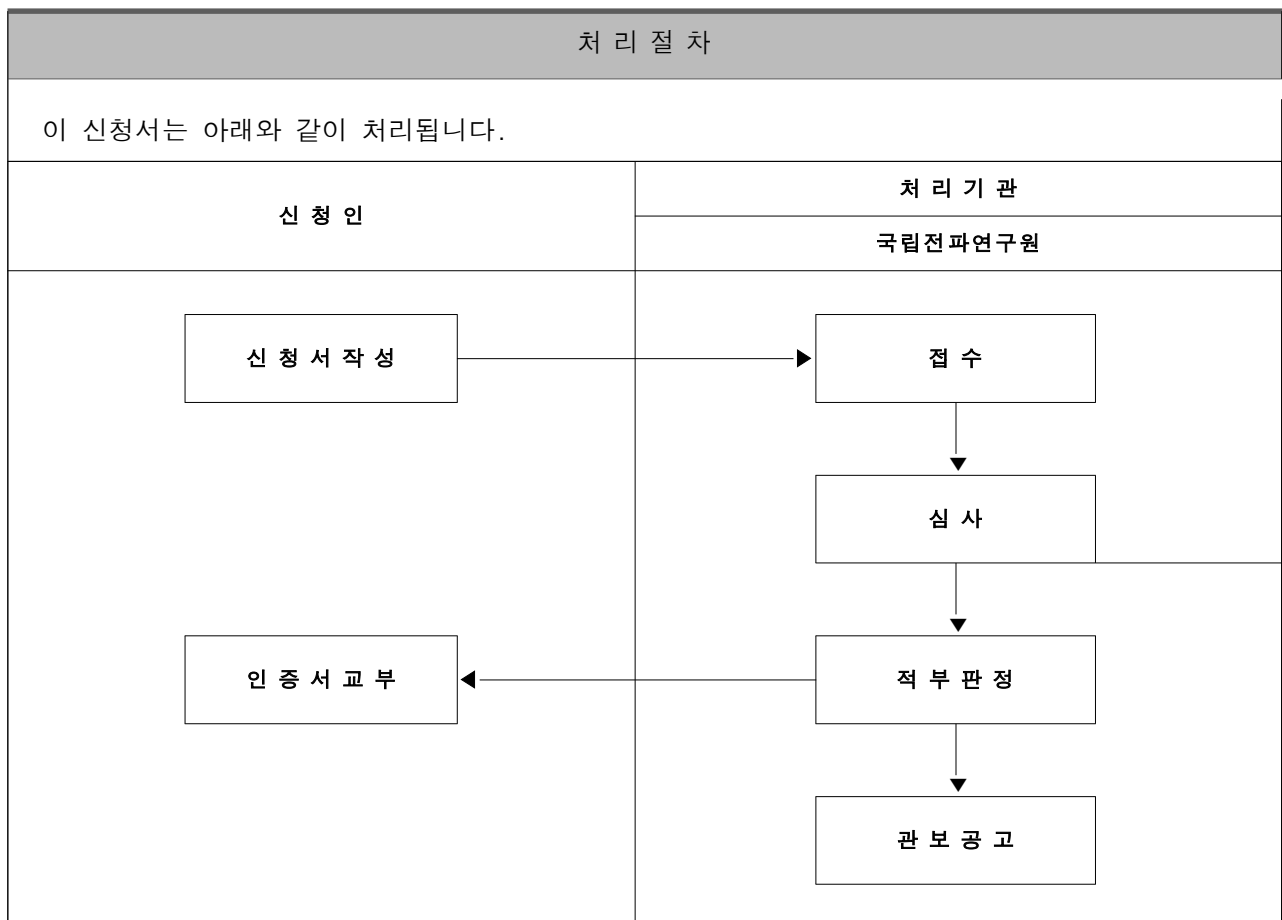 처 리 절 차
이 신청서는 아래와 같이 처리됩니다.
신 청 인
처 리 기 관
국립전파연구원
신 청 서 작 성
접 수
심 사
인 증 서 교 부
적 부 판 정
관 보 공 고